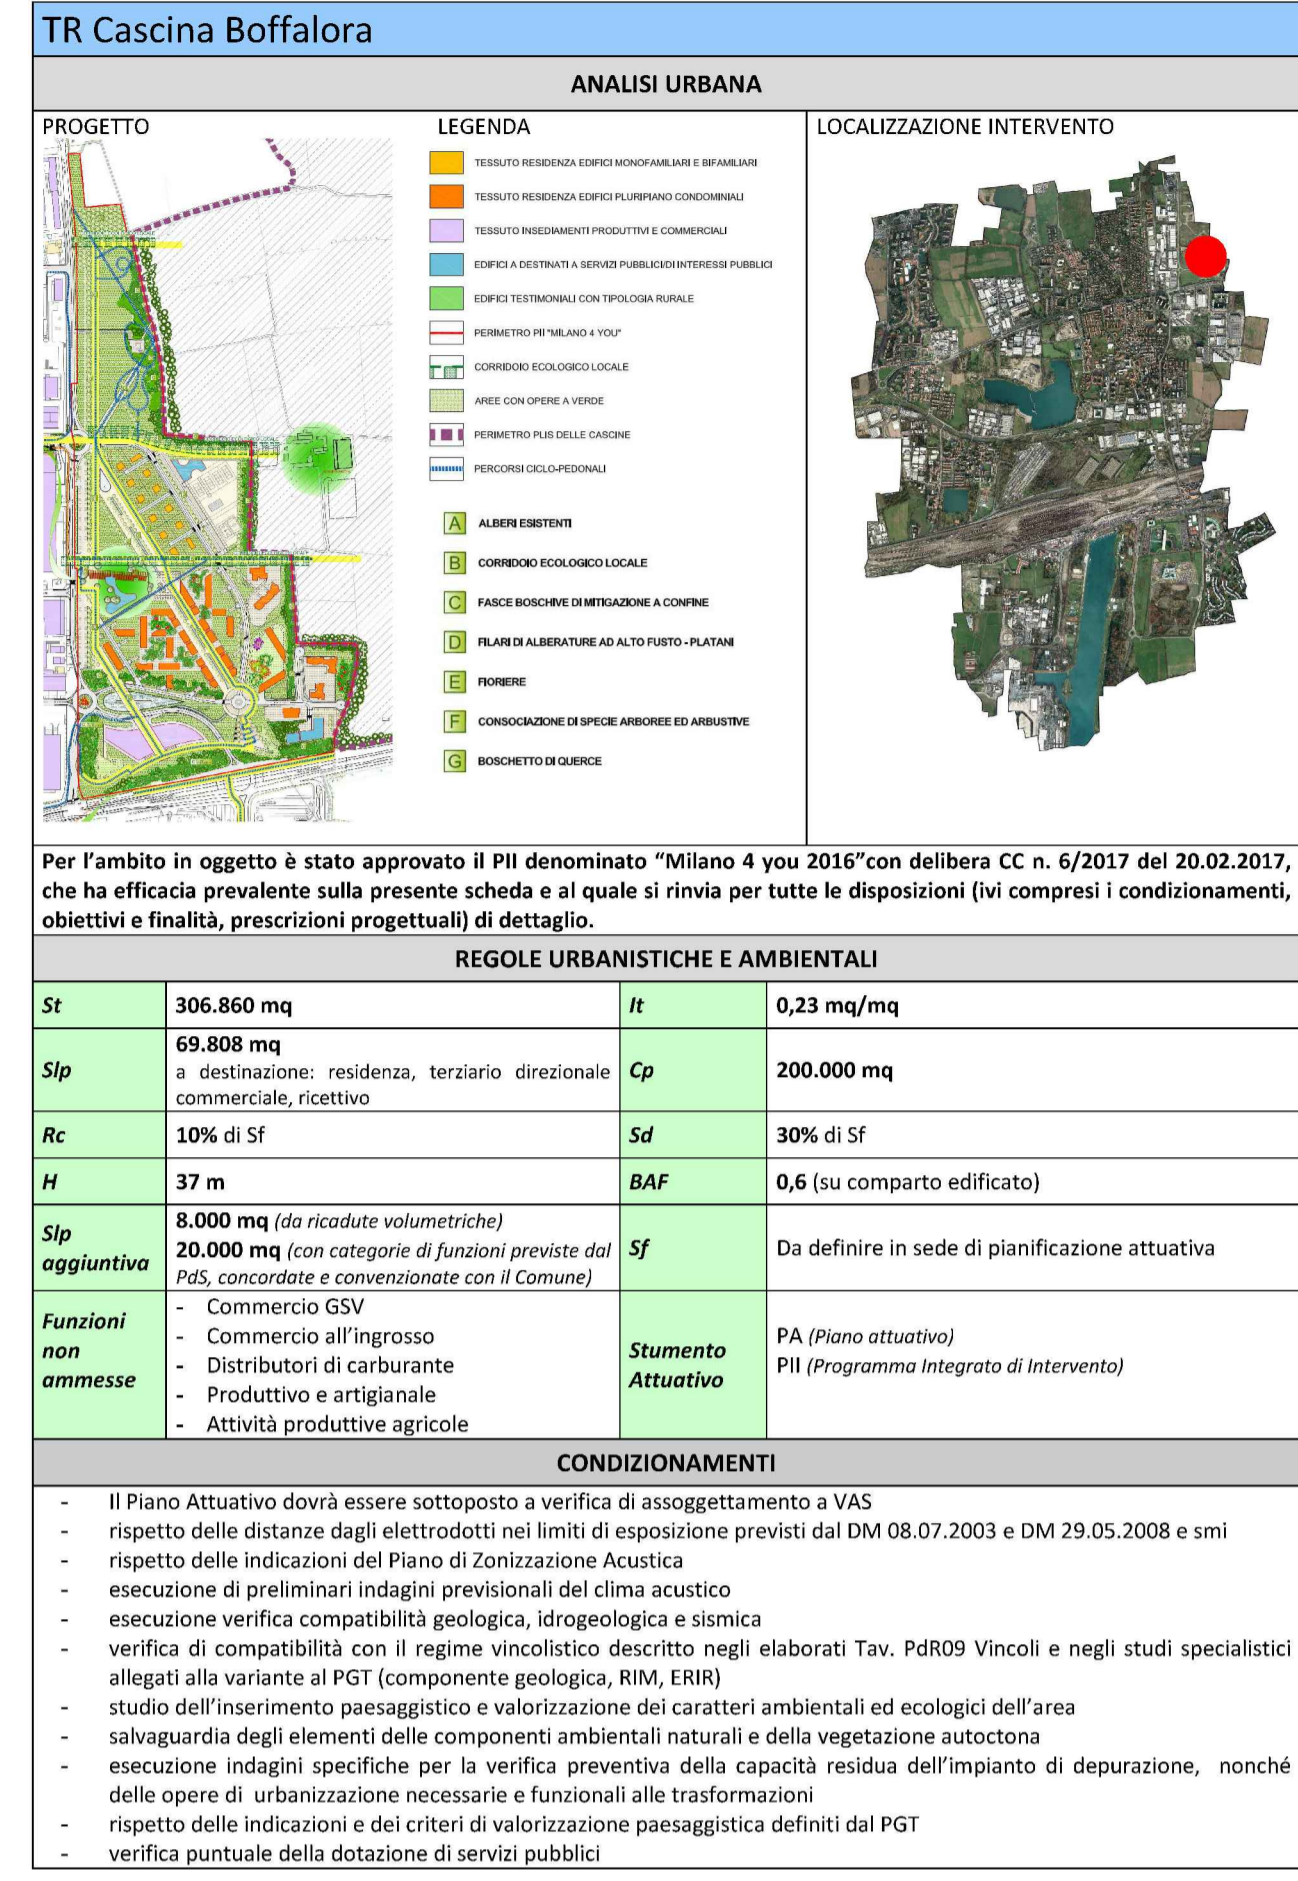 TR Cascina Boffalora
ANALISI URBANA
PROGETTO
LEGENDA
TESSUTO RESIDENZA EDIFICI MONOFAMILIARI E BIFAMILIARI
TESSUTO RESIDENZA EDIFICI PLURIPIANO CONDOMINIALI
TESSUTO INSEDIAMENTI PRODUTTIVI E COMMERCIALI
EDIFICI A DESTINATI A SERVIZI PUBBLICI/DI INTERESSI PUBBLICI
EDIFICI TESTIMONIALI CON TIPOLOGIA RURALE
PERIMETRO PII "MILANO 4 YOU"
CORRIDOIO ECOLOGICO LOCALE
AREE CON OPERE A VERDE
PERIMETRO PLIS DELLE CASCINE
PERCORSI CICLO-PEDONALI
A ALBERI ESISTENTI
B CORRIDOIO ECOLOGICO LOCALE
C FASCE BOSCHIVE DI MITIGAZIONE A CONFINE
D FILARI DI ALBERATURE AD ALTO FUSTO - PLATANI
E FIORIERE
F CONSOCIAZIONE DI SPECIE ARBOREE ED ARBUSTIVE
G BOSCHETTO DI QUERCE
LOCALIZZAZIONE INTERVENTO
Per l'ambito in oggetto è stato approvato il PII denominato “Milano 4 you 2016”con delibera CC n. 6/2017 del 20.02.2017,
che ha efficacia prevalente sulla presente scheda e al quale si rinvia per tutte le disposizioni (ivi compresi i condizionamenti,
obiettivi e finalità, prescrizioni progettuali) di dettaglio.
REGOLE URBANISTICHE E AMBIENTALI
St
306.860 mq
It
0,23 mq/mq
Slp
69.808 mq
a destinazione: residenza, terziario direzionale
commerciale, ricettivo
Cp
200.000 mq
Rc
10% di Sf
Sd
30% di Sf
H
37 m
BAF
0,6 (su comparto edificato)
Slp
aggiuntiva
8.000 mq (da ricadute volumetriche)
20.000 mq (con categorie di funzioni previste dal
PdS, concordate e convenzionate con il Comune)
Sf
Da definire in sede di pianificazione attuativa
Funzioni
non
ammesse
- Commercio GSV
- Commercio all'ingrosso
- Distributori di carburante
- Produttivo e artigianale
- Attività produttive agricole
Stumento
Attuativo
PA (Piano attuativo)
PII (Programma Integrato di Intervento)
CONDIZIONAMENTI
- Il Piano Attuativo dovrà essere sottoposto a verifica di assoggettamento a VAS
- rispetto delle distanze dagli elettrodotti nei limiti di esposizione previsti dal DM 08.07.2003 e DM 29.05.2008 e smi
- rispetto delle indicazioni del Piano di Zonizzazione Acustica
- esecuzione di preliminari indagini previsionali del clima acustico
- esecuzione verifica compatibilità geologica, idrogeologica e sismica
- verifica di compatibilità con il regime vincolistico descritto negli elaborati Tav. PdR09 Vincoli e negli studi specialistici
allegati alla variante al PGT (componente geologica, RIM, ERIR)
- studio dell'inserimento paesaggistico e valorizzazione dei caratteri ambientali ed ecologici dell'area
- salvaguardia degli elementi delle componenti ambientali naturali e della vegetazione autoctona
- esecuzione indagini specifiche per la verifica preventiva della capacità residua dell'impianto di depurazione, nonché
delle opere di urbanizzazione necessarie e funzionali alle trasformazioni
- rispetto delle indicazioni e dei criteri di valorizzazione paesaggistica definiti dal PGT
- verifica puntuale della dotazione di servizi pubblici